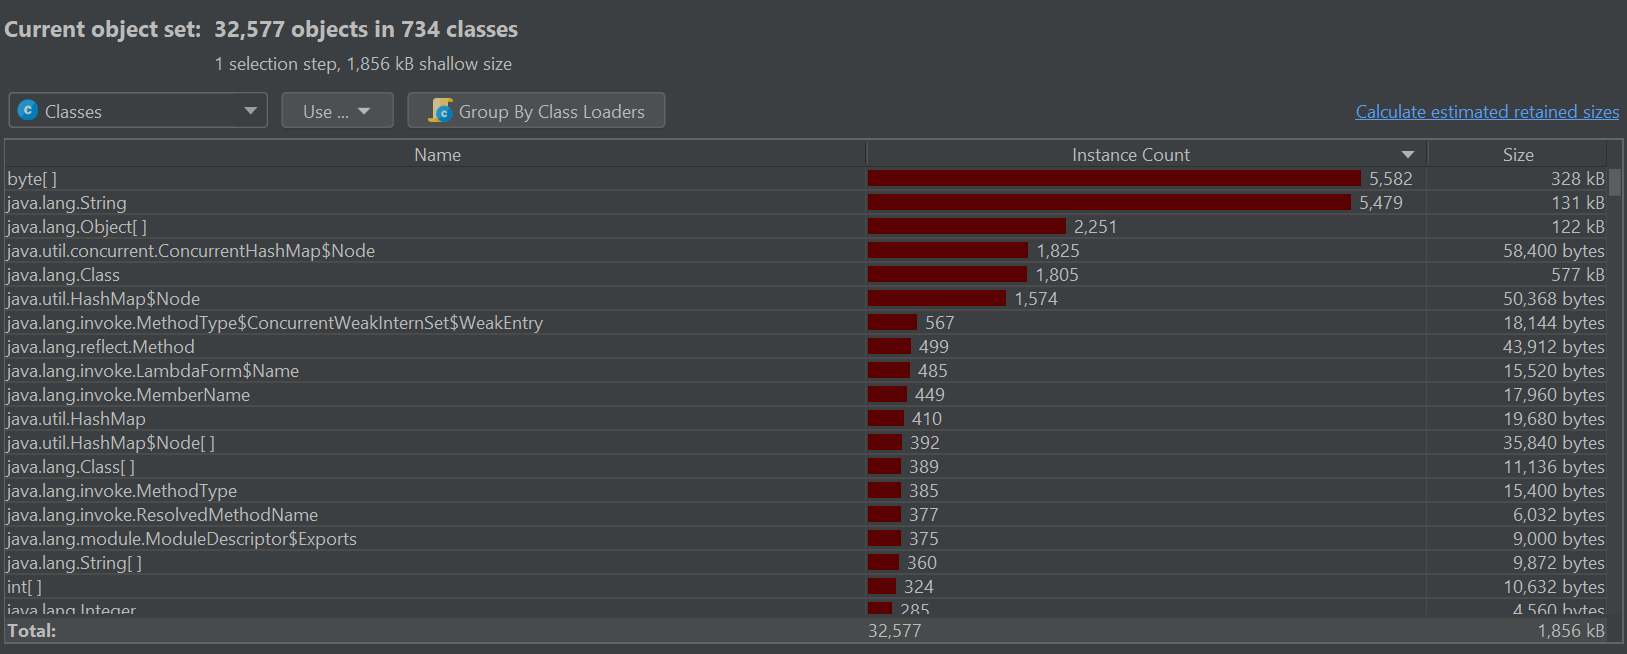 Current object set: 32,577 objects in 734 classes
1 selection step, 1,856 kB shallow size
C Classes Use ... C Group By Class Loaders Calculate estimated retained sizes
Name Instance Count Size
byte[ ] 5,582 328 kB
java.lang.String 5,479 131 kB
java.lang.Object[ ] 2,251 122 kB
java.util.concurrent.ConcurrentHashMap$Node 1,825 58,400 bytes
java.lang.Class 1,805 577 kB
java.util.HashMap$Node 1,574 50,368 bytes
java.lang.invoke.MethodType$ConcurrentWeakInternSet$WeakEntry 567 18,144 bytes
java.lang.reflect.Method 499 43,912 bytes
java.lang.invoke.LambdaForm$Name 485 15,520 bytes
java.lang.invoke.MemberName 449 17,960 bytes
java.util.HashMap 410 19,680 bytes
java.util.HashMap$Node[ ] 392 35,840 bytes
java.lang.Class[ ] 389 11,136 bytes
java.lang.invoke.MethodType 385 15,400 bytes
java.lang.invoke.ResolvedMethodName 377 6,032 bytes
java.lang.module.ModuleDescriptor$Exports 375 9,000 bytes
java.lang.String[ ] 360 9,872 bytes
int[ ] 324 10,632 bytes
java.lang.Integer 285 4,560 bytes
Total: 32,577 1,856 kB